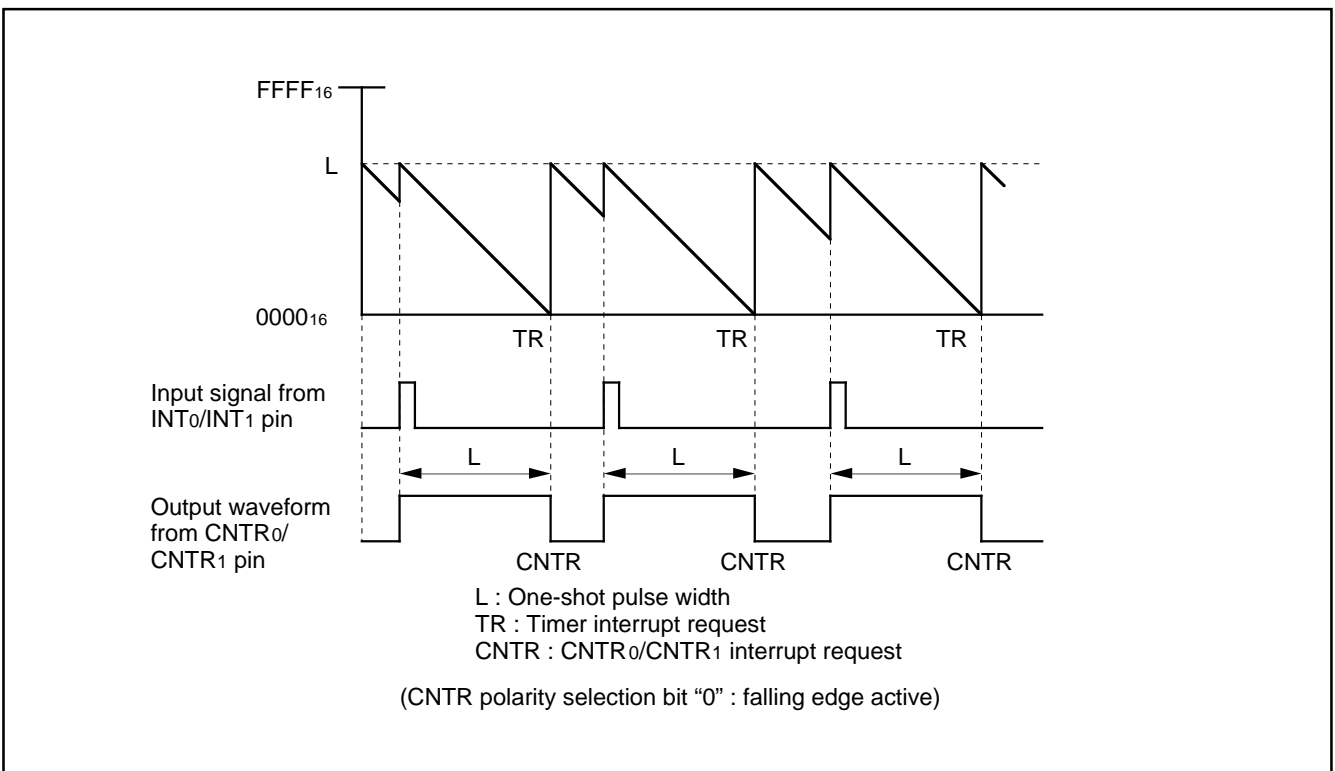 FFFF16
L
000016
TR TR TR
Input signal from
INT0/INT1 pin
L L L
Output waveform
from CNTR0/
CNTR1 pin
CNTR CNTR CNTR
L : One-shot pulse width
TR : Timer interrupt request
CNTR : CNTR0/CNTR1 interrupt request
(CNTR polarity selection bit “0” : falling edge active)